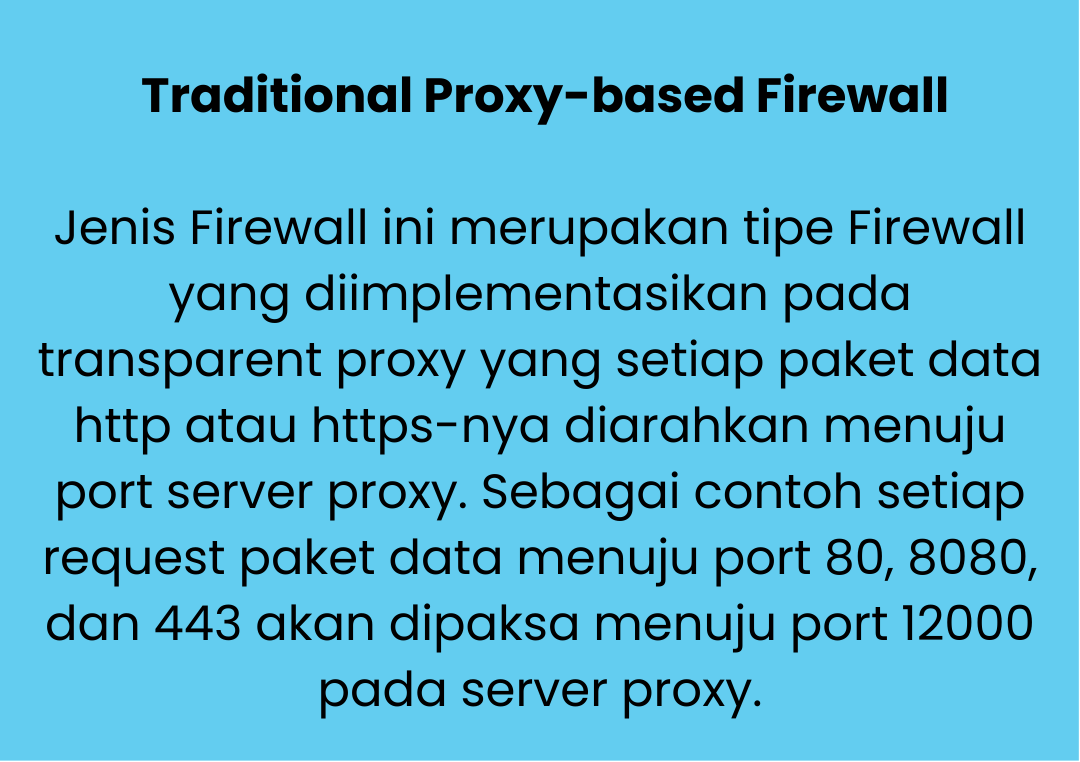 Traditional Proxy-based Firewall
Jenis Firewall ini merupakan tipe Firewall
yang diimplementasikan pada
transparent proxy yang setiap paket data
http atau https-nya diarahkan menuju
port server proxy. Sebagai contoh setiap
request paket data menuju port 80, 8080,
dan 443 akan dipaksa menuju port 12000
pada server proxy.